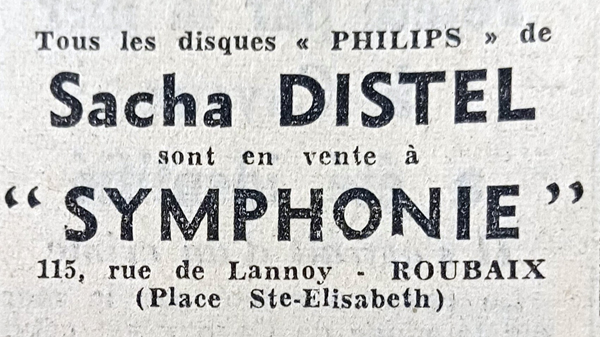 Tous les disques « PHILIPS » de
Sacha DISTEL
sont en vente à
“ SYMPHONIE ”
115, rue de Lannoy - ROUBAIX
(Place Ste-Elisabeth)